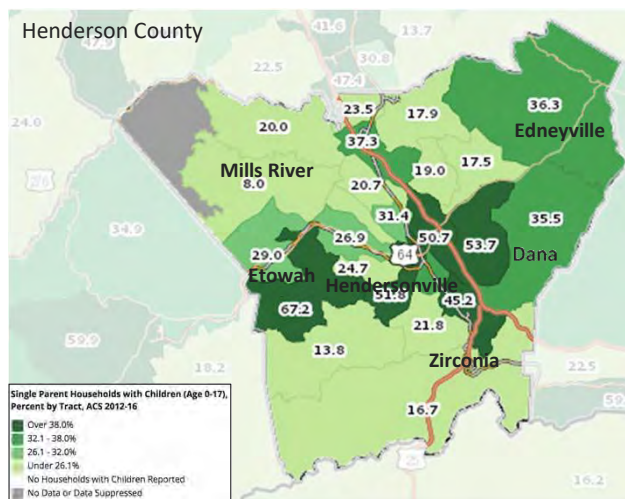 Henderson County
41.6
13.7
47.9
30.8
22.5
47.4
23.5
17.9
36.3
24.0
20.0
Edneyville
37.3
17.5
Mills River
19.0
8.0
20.7
31.4
35.5
34.9
26.9
50.7
53.7
Dana
29.0
64
Etowah
24.7
Hendersonville
67.2
51.8
45.2
59.9
21.8
13.8
18.2
Zirconia
22.5
16.7
25
16.2
Single Parent Households with Children (Age 0-17),
Percent by Tract, ACS 2012-16
Over 38.0%
32.1 - 38.0%
26.1 - 32.0%
Under 26.1%
No Households with Children Reported
No Data or Data Suppressed